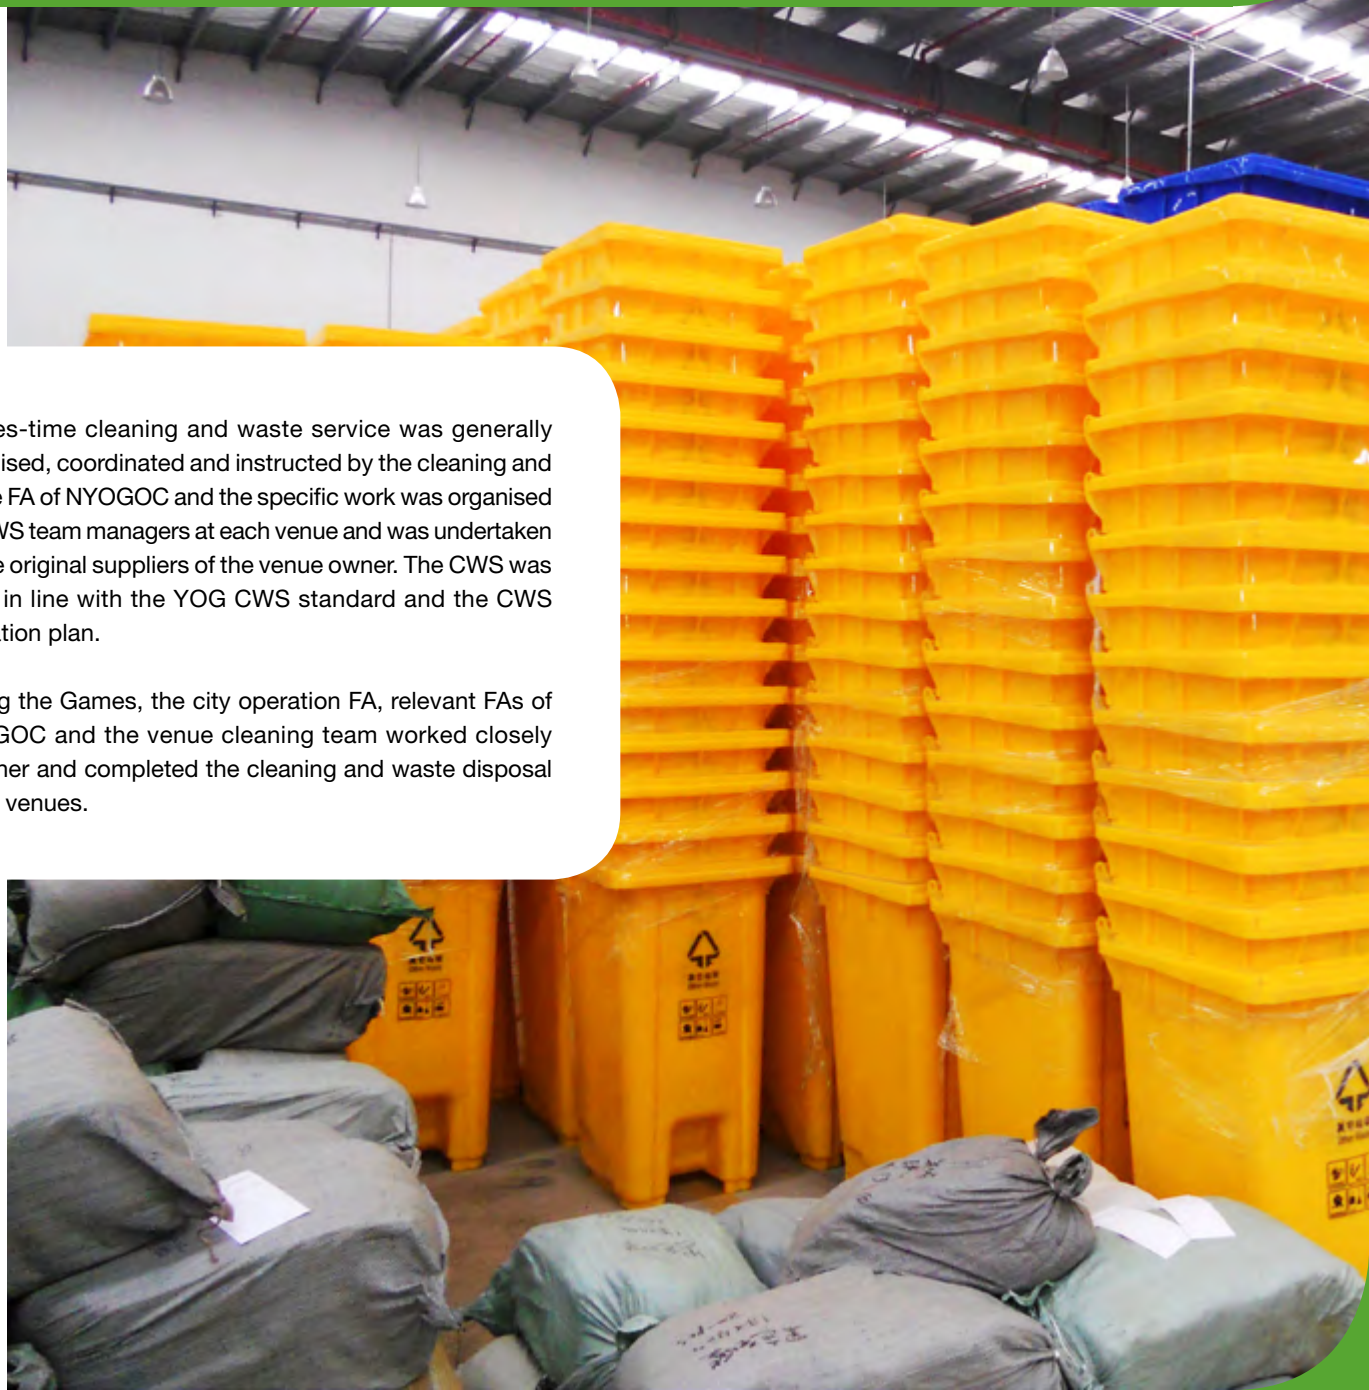 es-time cleaning and waste service was generally
ised, coordinated and instructed by the cleaning and
e FA of NYOGOC and the specific work was organised
WS team managers at each venue and was undertaken
e original suppliers of the venue owner. The CWS was
in line with the YOG CWS standard and the CWS
ation plan.
g the Games, the city operation FA, relevant FAs of
GOC and the venue cleaning team worked closely
ner and completed the cleaning and waste disposal
venues.